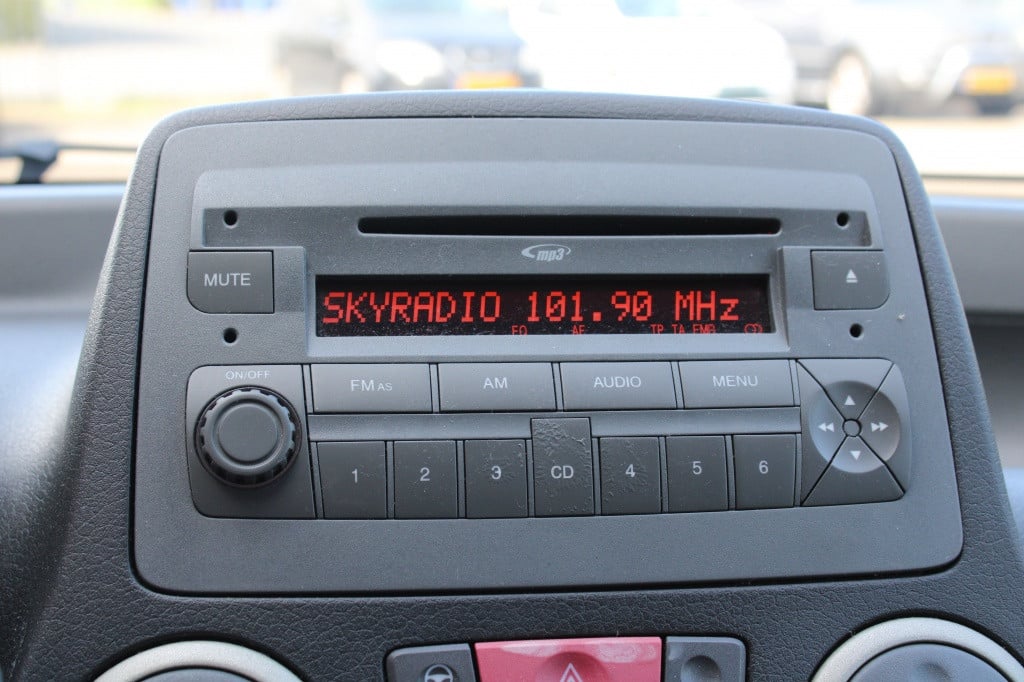 mp3
MUTE
SKYRADIO 101.90 MHz
EQ AF TP TA EMR
ON/OFF
FM AS AM AUDIO MENU
1 2 3 CD 4 5 6